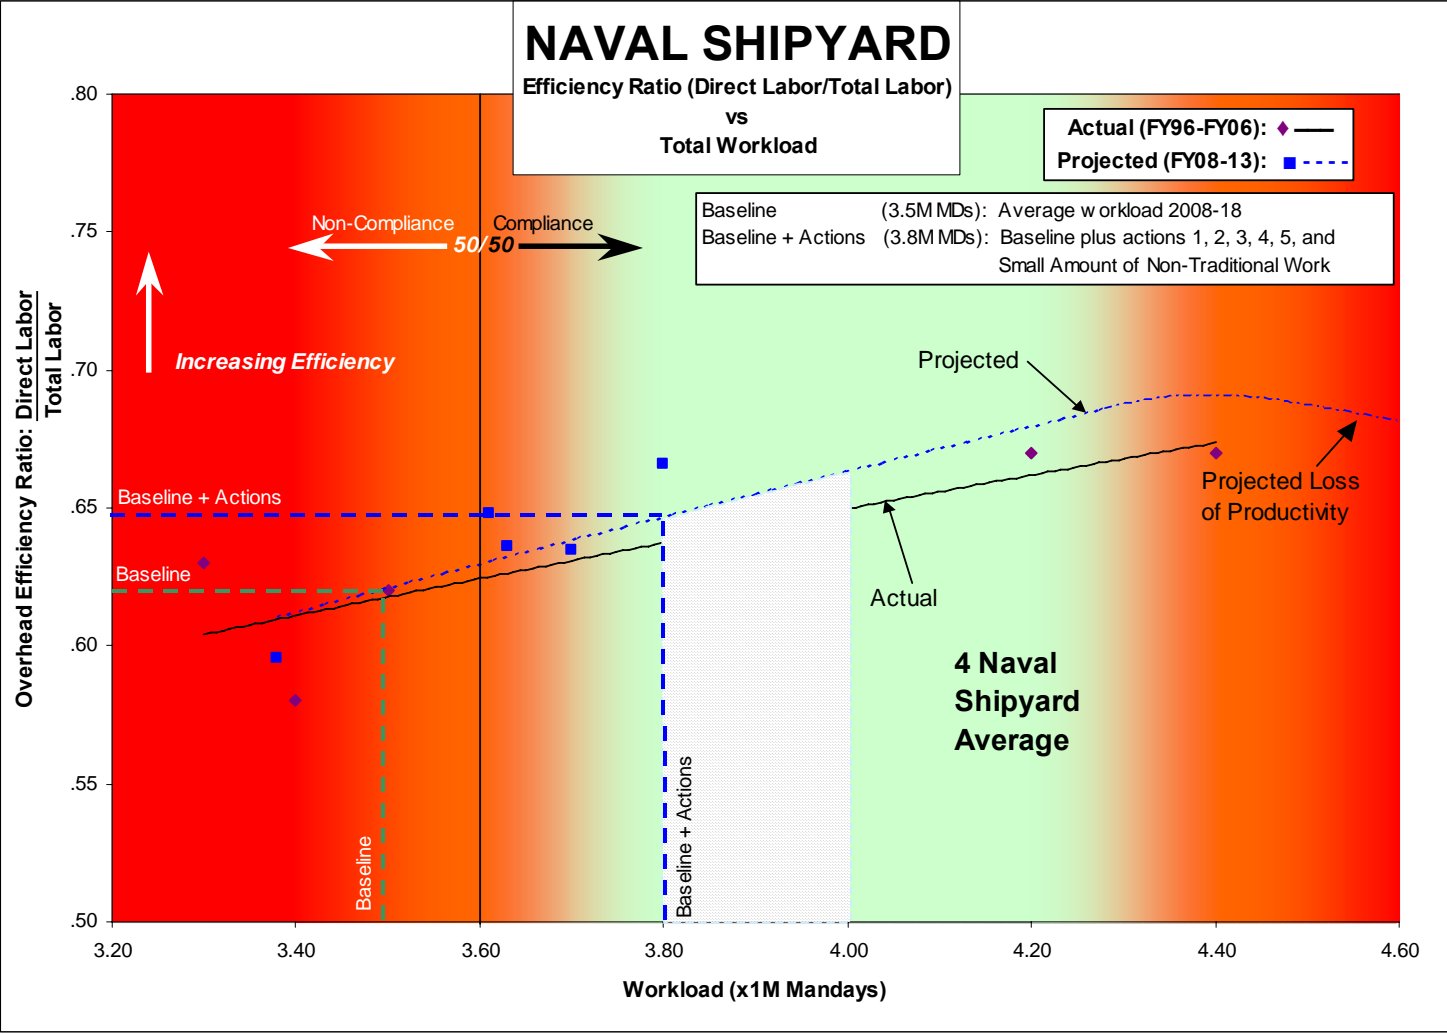 NAVAL SHIPYARD
Efficiency Ratio (Direct Labor/Total Labor)
vs
Total Workload
Actual (FY96-FY06):
Projected (FY08-13):
Baseline (3.5M MDs): Average workload 2008-18
Baseline + Actions (3.8M MDs): Baseline plus actions 1, 2, 3, 4, 5, and
Small Amount of Non-Traditional Work
Non-Compliance
Compliance
50/50
Increasing Efficiency
Projected
Projected Loss
of Productivity
Actual
4 Naval
Shipyard
Average
Baseline + Actions
Baseline
Baseline
Baseline + Actions
Overhead Efficiency Ratio: Direct Labor
Total Labor
.80
.75
.70
.65
.60
.55
.50
3.20 3.40 3.60 3.80 4.00 4.20 4.40 4.60
Workload (x1M Mandays)